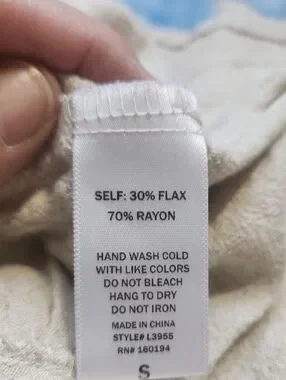 SELF: 30% FLAX
70% RAYON
HAND WASH COLD
WITH LIKE COLORS
DO NOT BLEACH
HANG TO DRY
DO NOT IRON
MADE IN CHINA
STYLE# L3955
RN# 160194
S